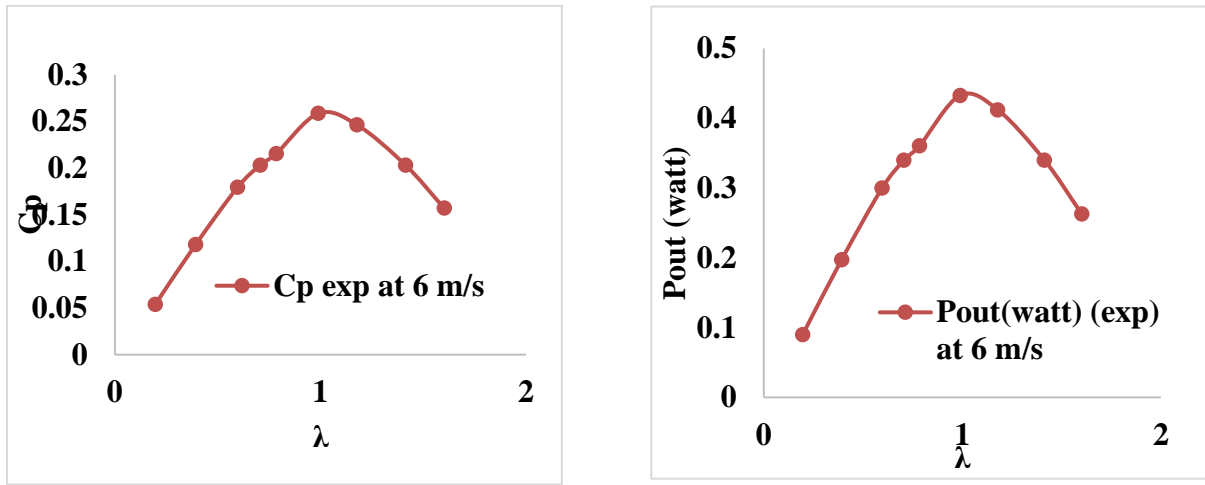 0.3
0.25
0.2
0.15
0.1
0.05
0
Cp
Cp exp at 6 m/s
0
1
2
λ
0.5
0.4
0.3
0.2
0.1
0
Pout (watt)
Pout(watt) (exp)
at 6 m/s
0
1
2
λ